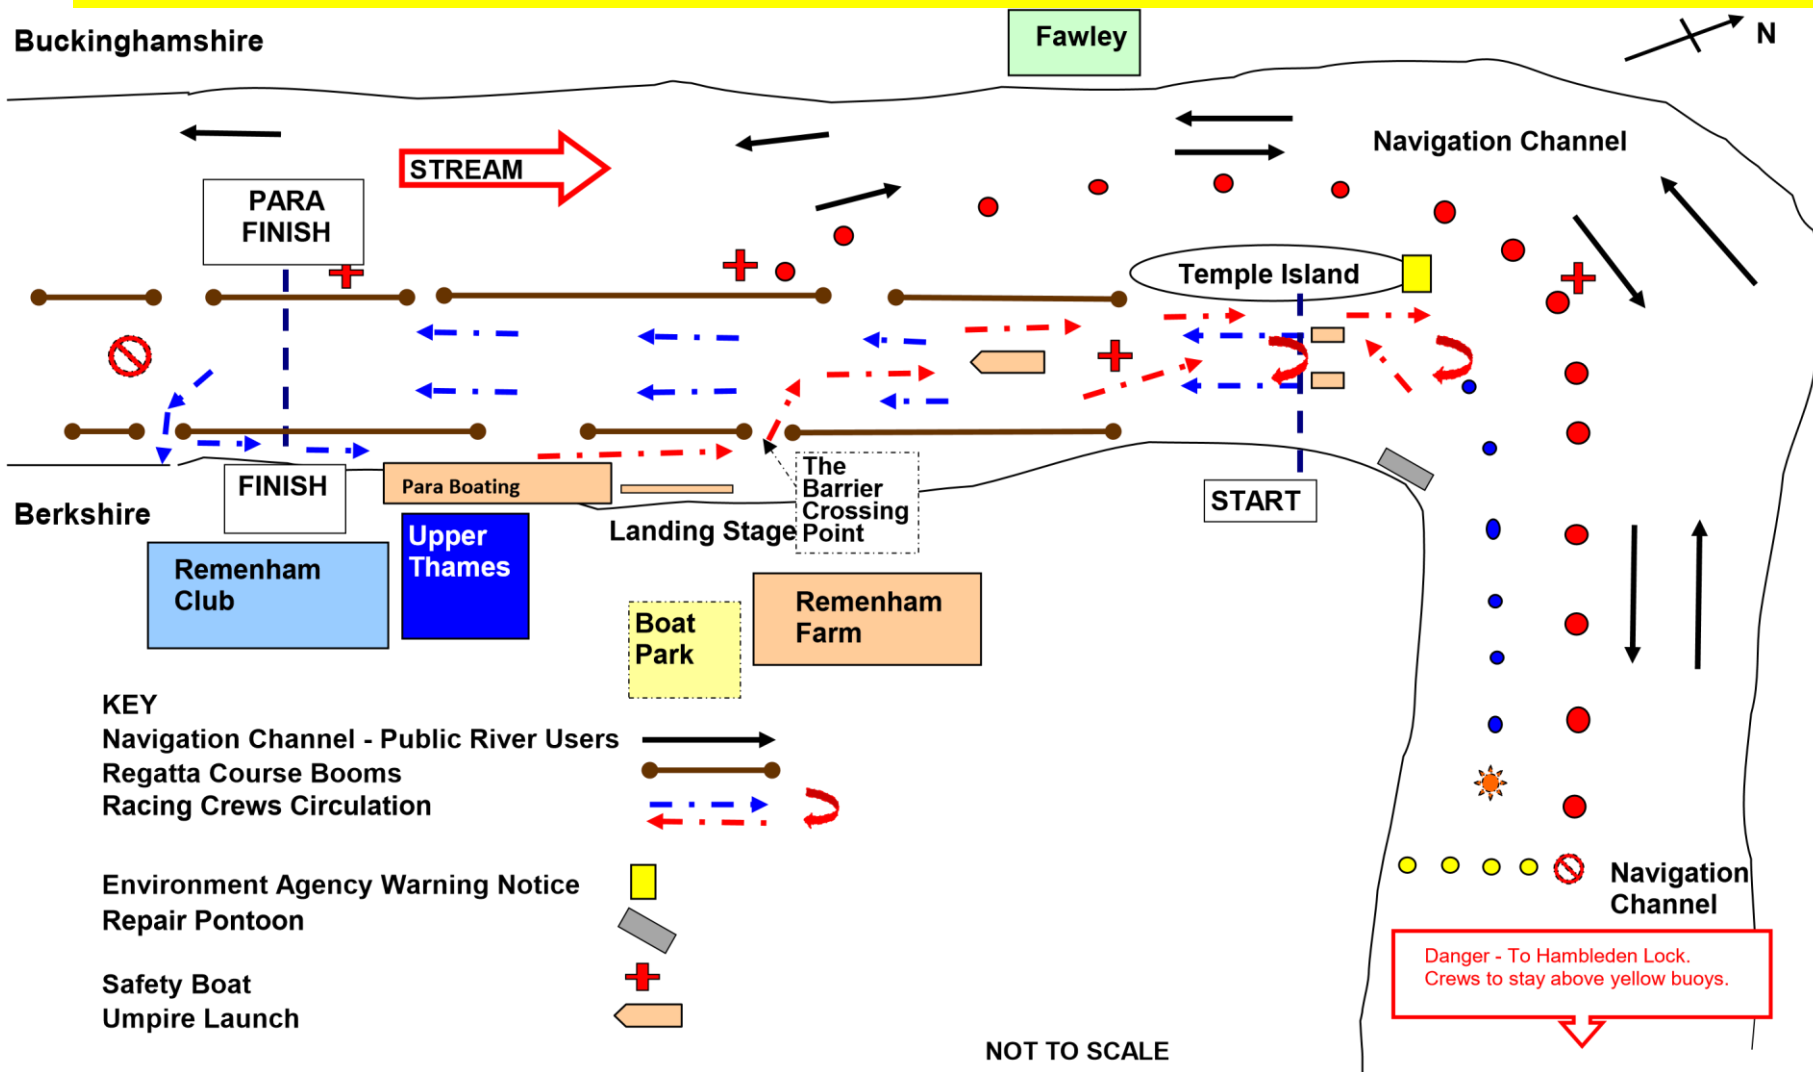 Buckinghamshire
Fawley
N
Navigation Channel
STREAM
PARA
FINISH
Temple Island
FINISH
Para Boating
The
Barrier
Crossing
Point
START
Berkshire
Landing Stage
Upper
Thames
Remenham
Club
Boat
Park
Remenham
Farm
KEY
Navigation Channel - Public River Users
Regatta Course Booms
Racing Crews Circulation
Environment Agency Warning Notice
Repair Pontoon
Safety Boat
Umpire Launch
Navigation
Channel
Danger - To Hambleden Lock.
Crews to stay above yellow buoys.
NOT TO SCALE